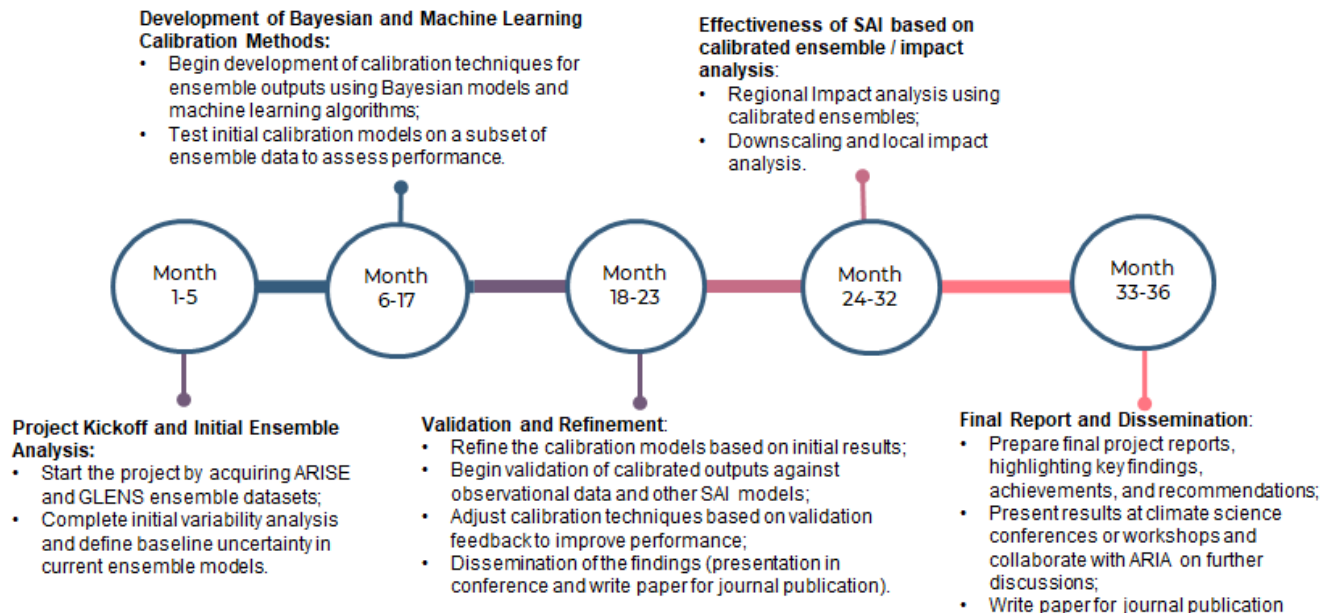 Development of Bayesian and Machine Learning
Calibration Methods:
• Begin development of calibration techniques for
ensemble outputs using Bayesian models and
machine learning algorithms;
• Test initial calibration models on a subset of
ensemble data to assess performance.
Effectiveness of SAI based on
calibrated ensemble / impact
analysis:
• Regional Impact analysis using
calibrated ensembles;
• Downscaling and local impact
analysis.
Month
1-5
Month
6-17
Month
18-23
Month
24-32
Month
33-36
Project Kickoff and Initial Ensemble
Analysis:
• Start the project by acquiring ARISE
and GLENS ensemble datasets;
• Complete initial variability analysis
and define baseline uncertainty in
current ensemble models.
Validation and Refinement:
• Refine the calibration models based on initial results;
• Begin validation of calibrated outputs against
observational data and other SAI models;
• Adjust calibration techniques based on validation
feedback to improve performance;
• Dissemination of the findings (presentation in
conference and write paper for journal publication).
Final Report and Dissemination:
• Prepare final project reports,
highlighting key findings,
achievements, and recommendations;
• Present results at climate science
conferences or workshops and
collaborate with ARIA on further
discussions;
• Write paper for journal publication